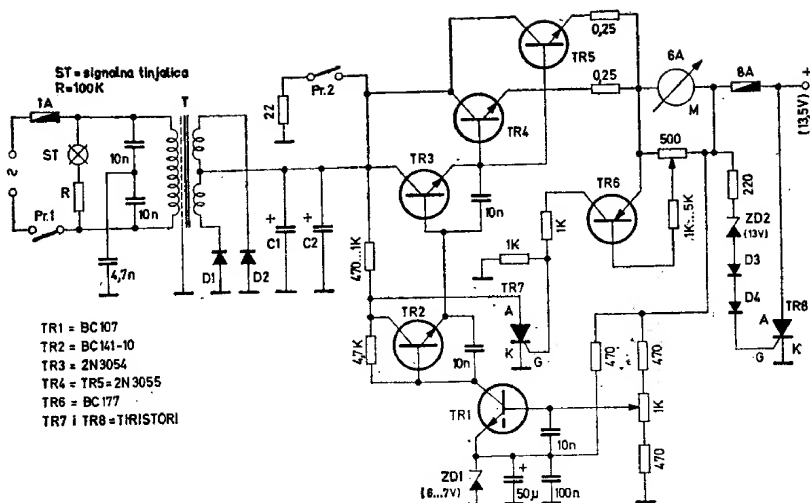 ST = signalna tinjalica
R=100K
1A
T
ST
R
Pr.1
10n
10n
4,7n
D1
D2
22
Pr.2
C1
C2
470...1K
4,7K
TR5
0,25
TR4
0,25
TR3
10n
TR2
10n
1K
TR7
A
K
G
1K
TR6
6A
M
8A
+
(13,5V)
500
.1K...5K
220
ZD2
(13V)
D3
D4
TR8
A
G
K
470
470
1K
470
TR1
10n
ZD1
(6...7V)
50µ
100n
TR1 = BC107
TR2 = BC141-10
TR3 = 2N3054
TR4 = TR5 = 2N3055
TR6 = BC177
TR7 i TR8 = TIRISTORI